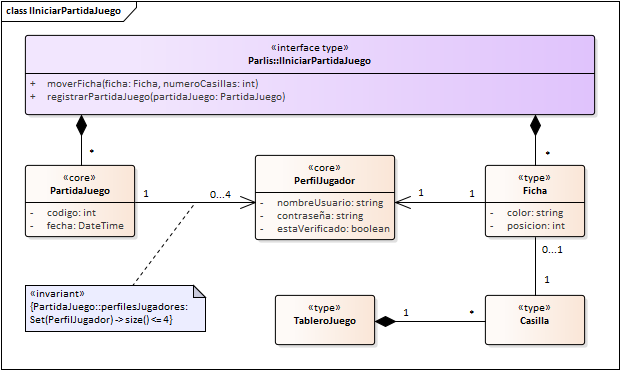 class IIniciarPartidaJuego
«interface type»
Parlis::IIniciarPartidaJuego
+ moverFicha(ficha: Ficha, numeroCasillas: int)
+ registrarPartidaJuego(partidaJuego: PartidaJuego)
*
*
«core»
PartidaJuego
- codigo: int
- fecha: DateTime
1
0...4
«core»
PerfilJugador
- nombreUsuario: string
- contraseña: string
- estaVerificado: boolean
1
1
«type»
Ficha
- color: string
- posicion: int
0...1
1
«invariant»
{PartidaJuego::perfilesJugadores:
Set(PerfilJugador) -> size() <= 4}
«type»
TableroJuego
1
*
«type»
Casilla